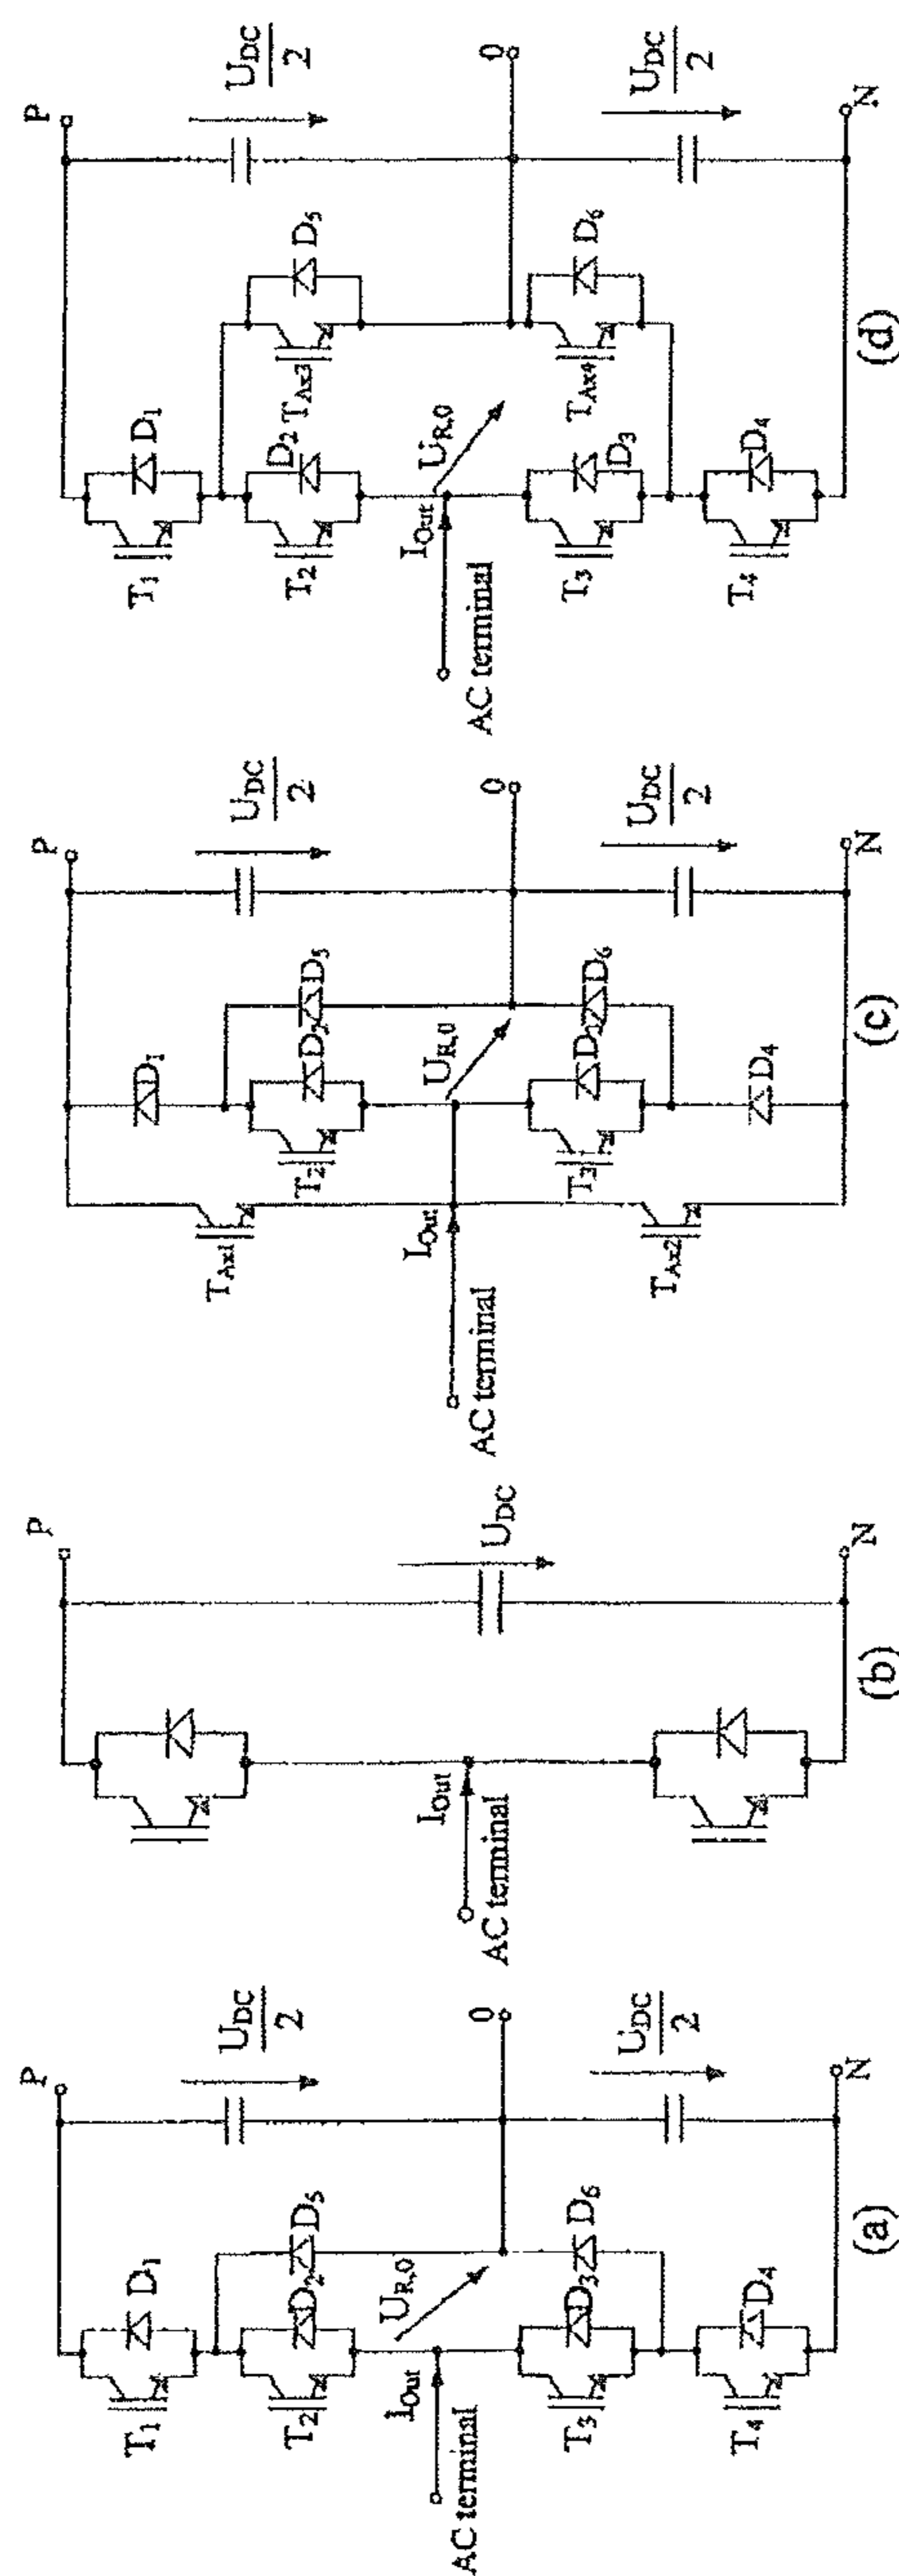 P
U_DC
2
T₁
D₁
D₅
T₂
D₂
U_R,0
0
I_Out
AC terminal
D₆
T₃
D₃
U_DC
2
T₄
D₄
N
(a)
P
U_DC
I_Out
AC terminal
N
(b)
P
U_DC
2
D₁
T_Ax1
D₅
T₂
U_R,0
0
I_Out
AC terminal
D₆
T₃
U_DC
2
T_Ax2
D₄
N
(c)
P
U_DC
2
T₁
D₁
D₅
T₂
D₂
T_Ax3
U_R,0
0
I_Out
AC terminal
D₆
T_Ax4
T₃
D₃
U_DC
2
T₄
D₄
N
(d)